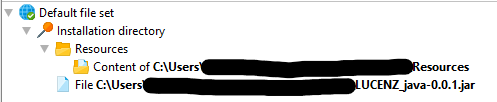 Default file set
Installation directory
Resources
Content of C:\Users\ Resources
File C:\Users\ LUCENZ_java-0.0.1.jar